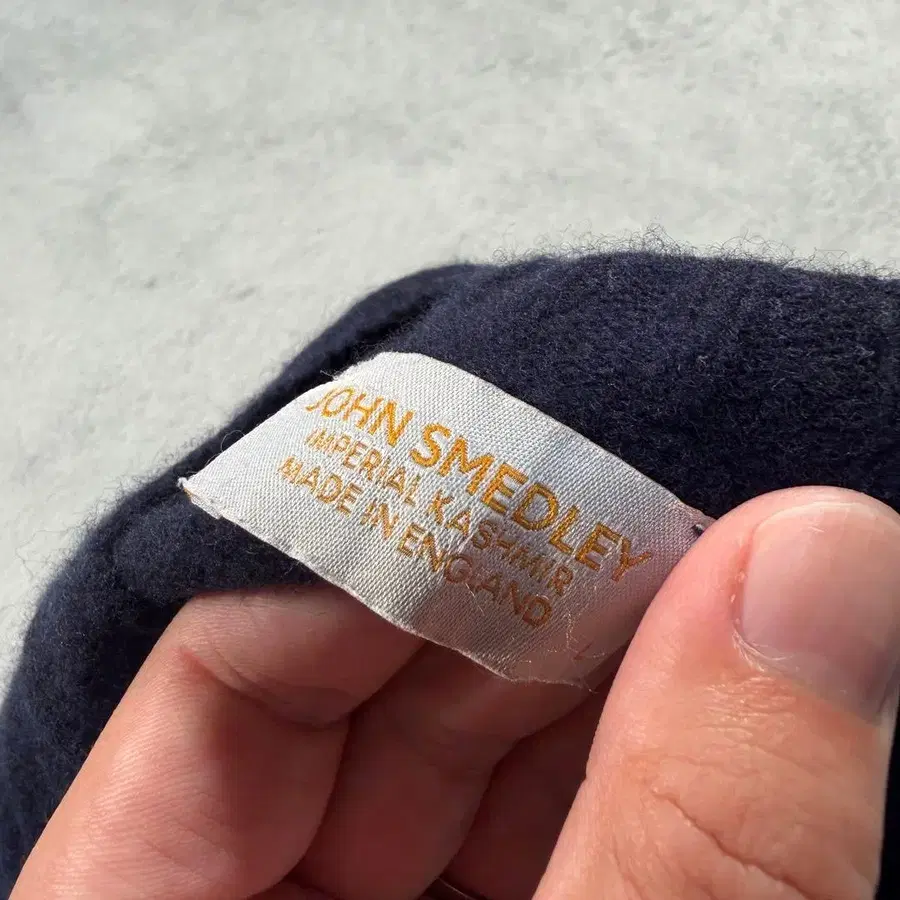 JOHN SMEDLEY
IMPERIAL KASHMIR
MADE IN ENGLAND
L